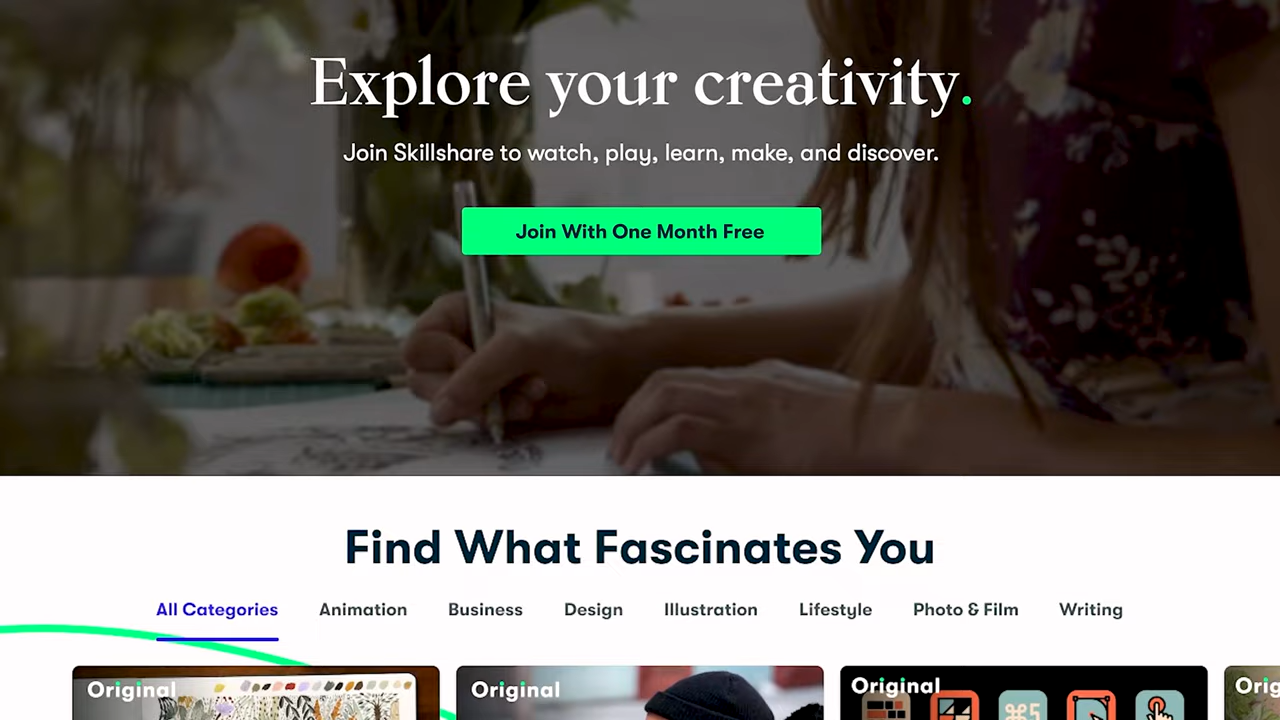 Explore your creativity.
Join Skillshare to watch, play, learn, make, and discover.
Join With One Month Free
Find What Fascinates You
All Categories Animation Business Design Illustration Lifestyle Photo & Film Writing
Original Original Original
⌘5